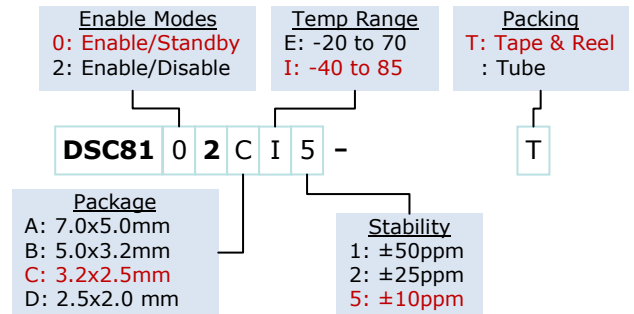 Enable Modes
0: Enable/Standby
2: Enable/Disable
Temp Range
E: -20 to 70
I: -40 to 85
Packing
T: Tape & Reel
: Tube
DSC81 0 2 C I 5 – T
Package
A: 7.0x5.0mm
B: 5.0x3.2mm
C: 3.2x2.5mm
D: 2.5x2.0 mm
Stability
1: ±50ppm
2: ±25ppm
5: ±10ppm